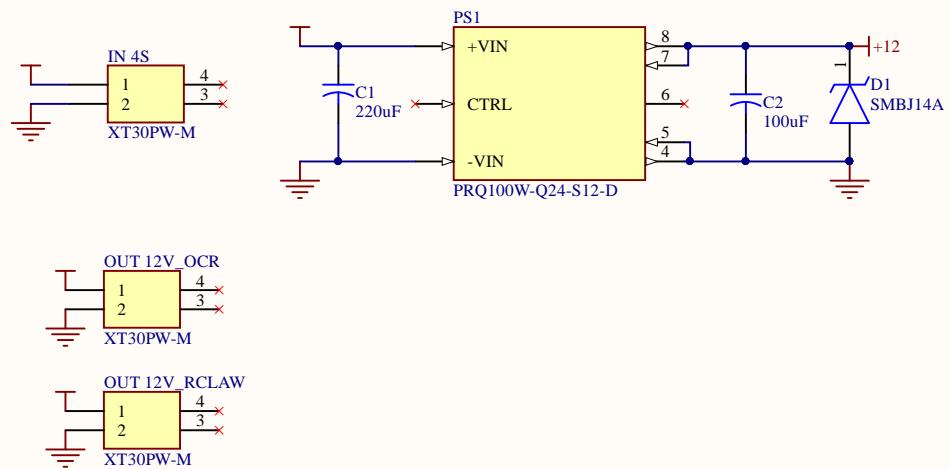 IN 4S
1
2
4
3
XT30PW-M
C1
220uF
PS1
+VIN
CTRL
-VIN
8
7
6
5
4
PRQ100W-Q24-S12-D
C2
100uF
+12
1
D1
SMBJ14A
OUT 12V_OCR
1
2
4
3
XT30PW-M
OUT 12V_RCLAW
1
2
4
3
XT30PW-M